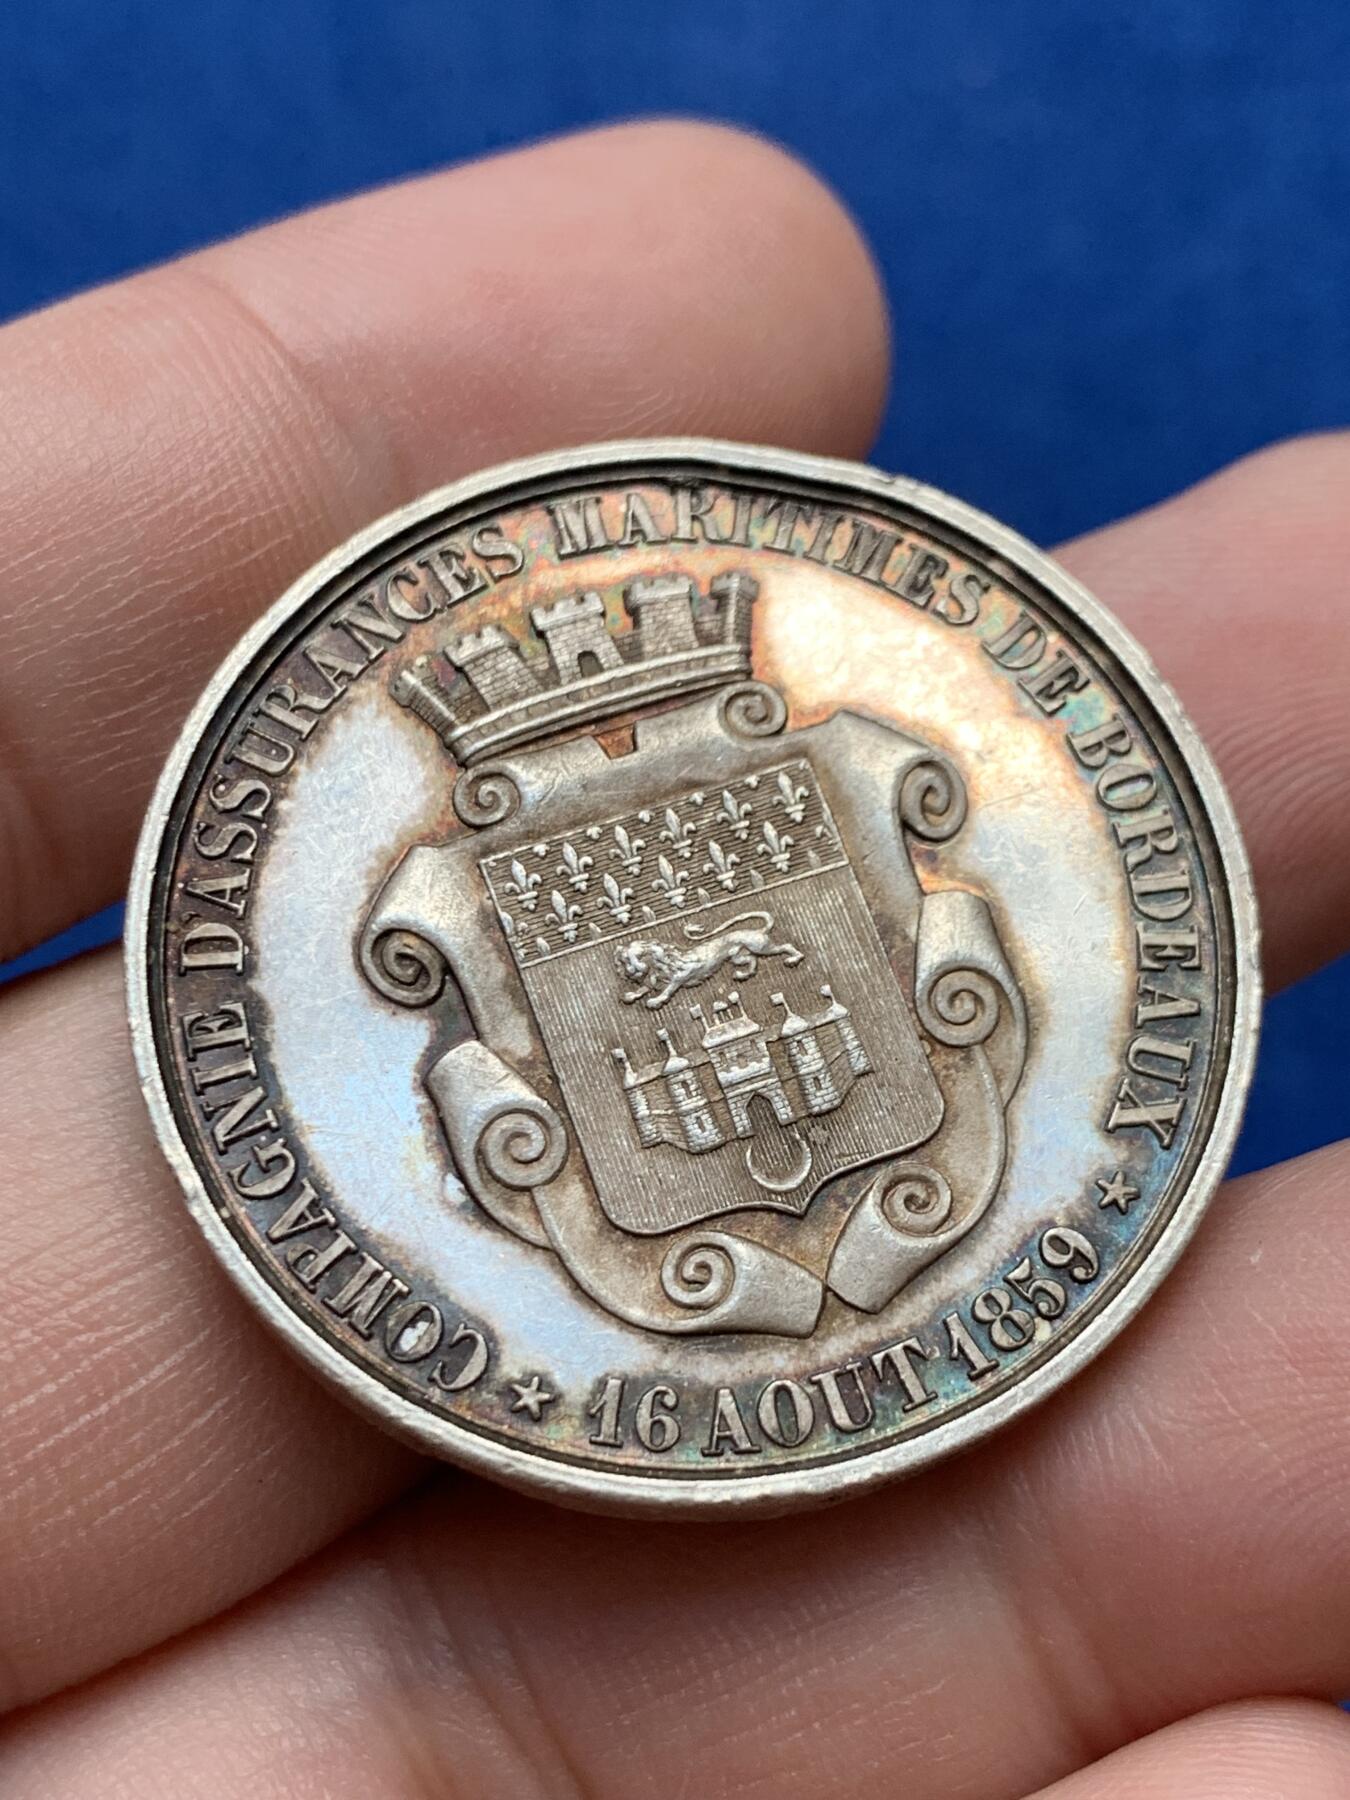 COMPAGNIE D'ASSURANCES MARITIMES DE BORDEAUX
★ 16 AOUT 1859 ★